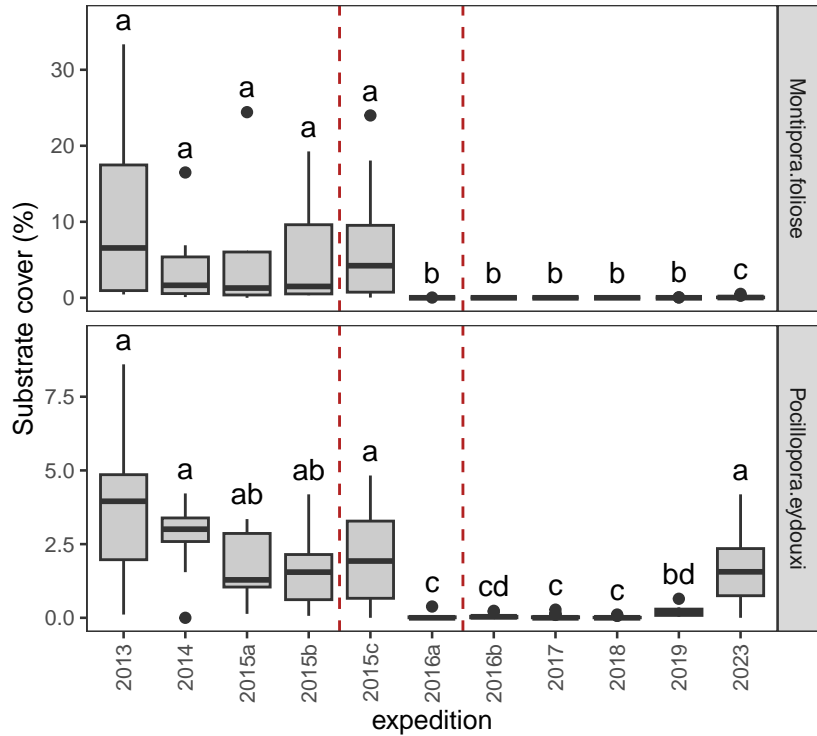 Substrate cover (%)
30
20
10
0
a
a
a
a
a
b
b
b
b
b
c
Montipora.foliose
7.5
5.0
2.5
0.0
a
a
ab
ab
a
c
cd
c
c
bd
a
Pocillopora.eydouxi
2013
2014
2015a
2015b
2015c
2016a
2016b
2017
2018
2019
2023
expedition